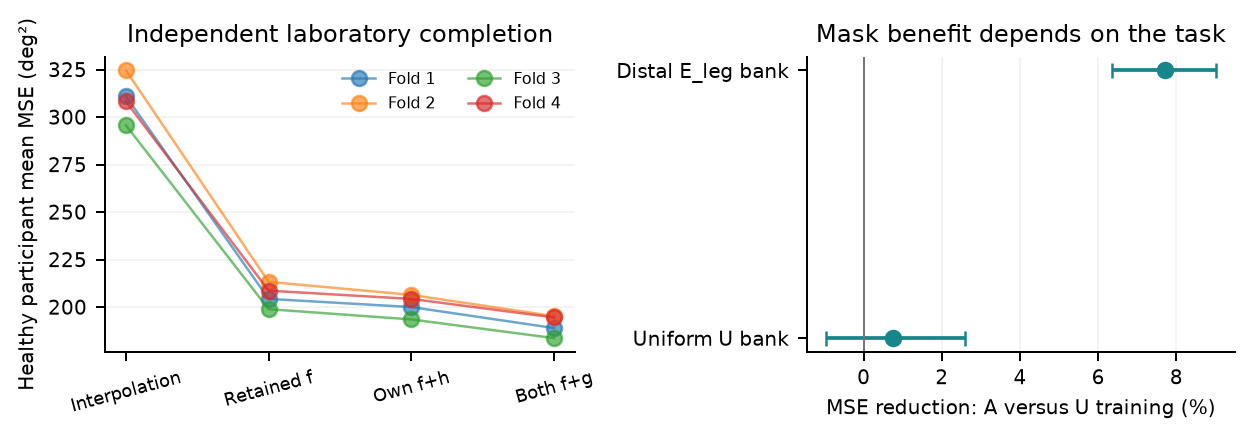 Independent laboratory completion
Healthy participant mean MSE (deg²)
325
300
275
250
225
200
Fold 1
Fold 2
Fold 3
Fold 4
Interpolation
Retained f
Own f+h
Both f+g
Mask benefit depends on the task
Distal E_leg bank
Uniform U bank
0
2
4
6
8
MSE reduction: A versus U training (%)